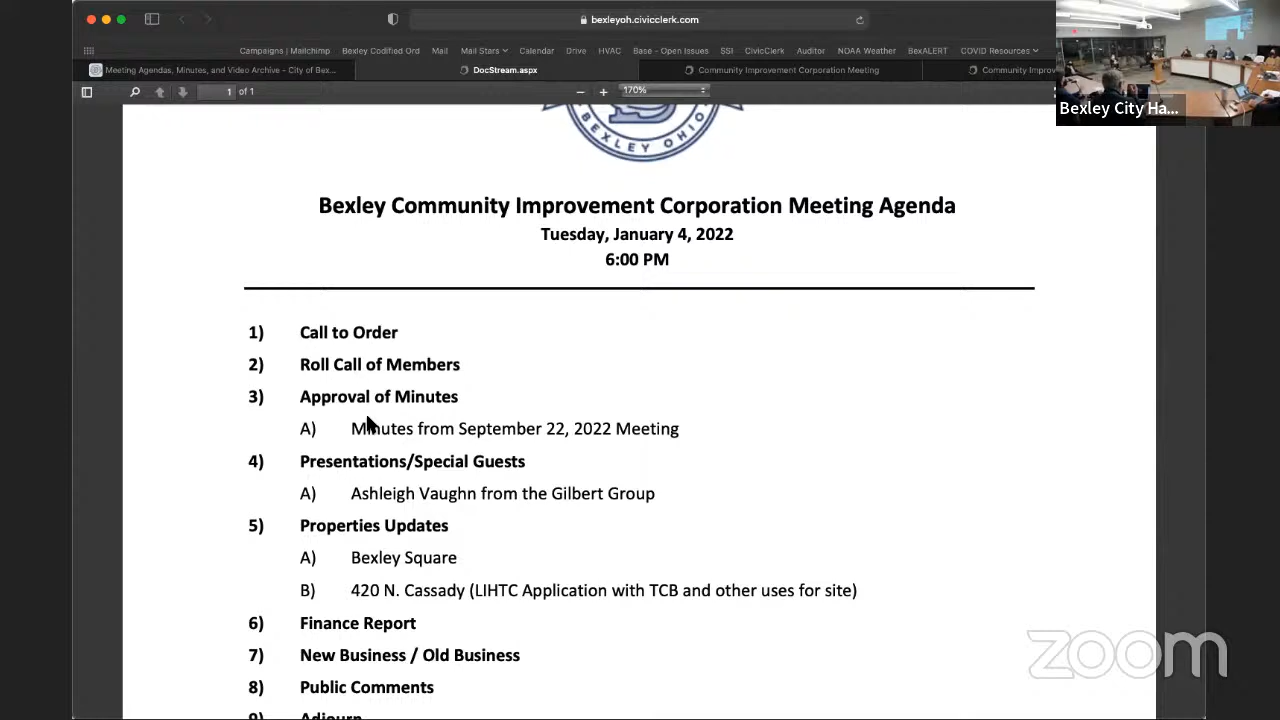 bexleyoh.civicclerk.com
Campaigns | Mailchimp Bexley Codified Ord Mail Mail Stars Calendar Drive HVAC Base - Open Issues SSI CivicClerk Auditor NOAA Weather BexALERT COVID Resources
Meeting Agendas, Minutes, and Video Archive - City of Bex... DocStream.aspx Community Improvement Corporation Meeting Community Improv
1 of 1 170%
Bexley City Ha...
BEXLEY OHIO
Bexley Community Improvement Corporation Meeting Agenda
Tuesday, January 4, 2022
6:00 PM
1) Call to Order
2) Roll Call of Members
3) Approval of Minutes
A) Minutes from September 22, 2022 Meeting
4) Presentations/Special Guests
A) Ashleigh Vaughn from the Gilbert Group
5) Properties Updates
A) Bexley Square
B) 420 N. Cassady (LIHTC Application with TCB and other uses for site)
6) Finance Report
7) New Business / Old Business
8) Public Comments
9) Adjourn
zoom